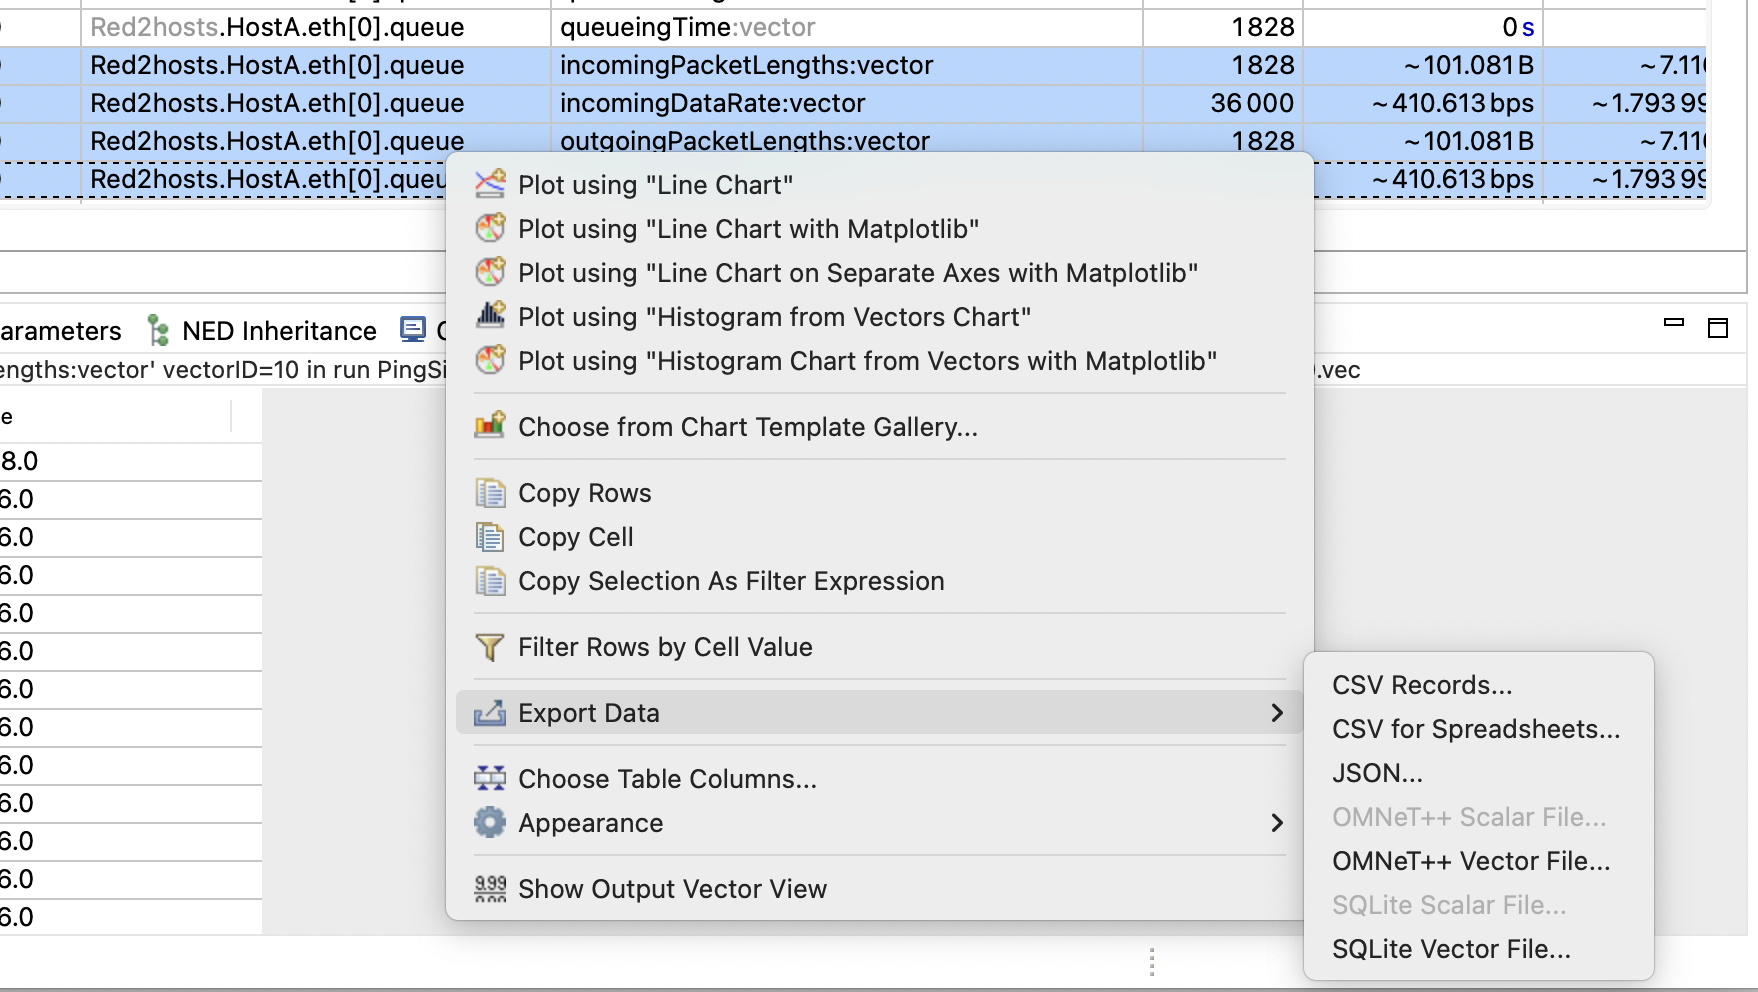 Red2hosts.HostA.eth[0].queue queueingTime:vector 1828 0 s
Red2hosts.HostA.eth[0].queue incomingPacketLengths:vector 1828 ~101.081 B
Red2hosts.HostA.eth[0].queue incomingDataRate:vector 36 000 ~410.613 bps ~1.793 99
Red2hosts.HostA.eth[0].queue outgoingPacketLengths:vector 1828 ~101.081 B
Red2hosts.HostA.eth[0].queu ~410.613 bps ~1.793 99
Plot using "Line Chart"
Plot using "Line Chart with Matplotlib"
Plot using "Line Chart on Separate Axes with Matplotlib"
Plot using "Histogram from Vectors Chart"
Plot using "Histogram Chart from Vectors with Matplotlib"
Choose from Chart Template Gallery...
Copy Rows
Copy Cell
Copy Selection As Filter Expression
Filter Rows by Cell Value
Export Data
Choose Table Columns...
Appearance
Show Output Vector View
CSV Records...
CSV for Spreadsheets...
JSON...
OMNeT++ Scalar File...
OMNeT++ Vector File...
SQLite Scalar File...
SQLite Vector File...
arameters NED Inheritance
engths:vector' vectorID=10 in run PingSi .vec
e
8.0
6.0
6.0
6.0
6.0
6.0
6.0
6.0
6.0
6.0
6.0
6.0
6.0